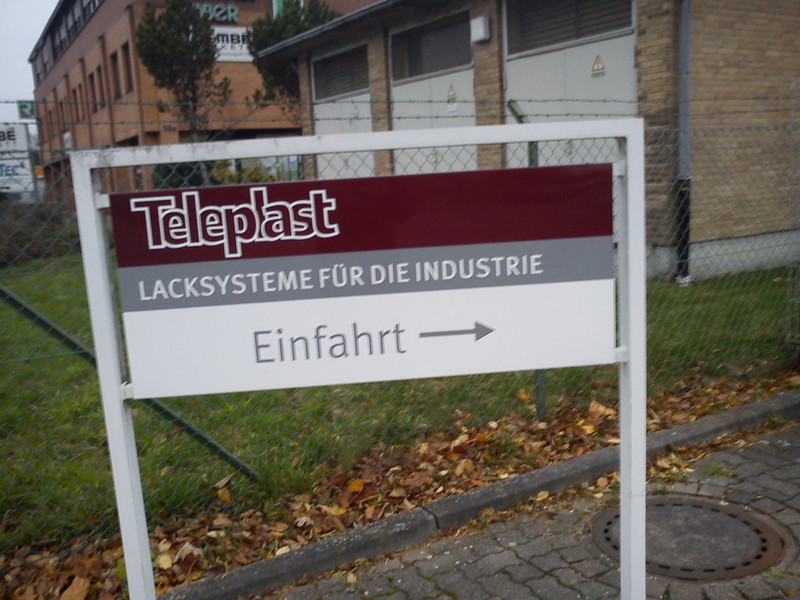 Teleplast
LACKSYSTEME FÜR DIE INDUSTRIE
Einfahrt →